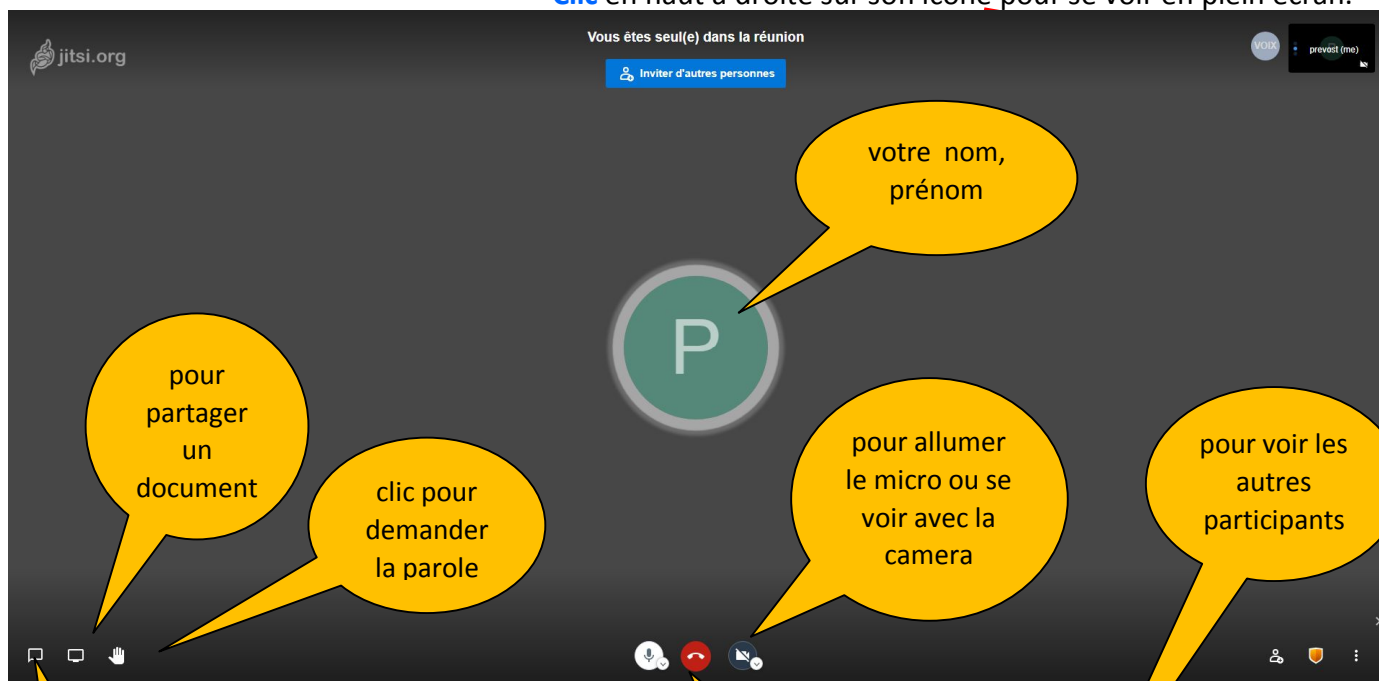 Clic en haut à droite sur son icone pour se voir en plein écran.
Vous êtes seul(e) dans la réunion
jitsi.org
VOIX
prevost (me)
Inviter d'autres personnes
votre nom,
prénom
P
pour
partager
un
document
clic pour
demander
la parole
pour allumer
le micro ou se
voir avec la
camera
pour voir les
autres
participants